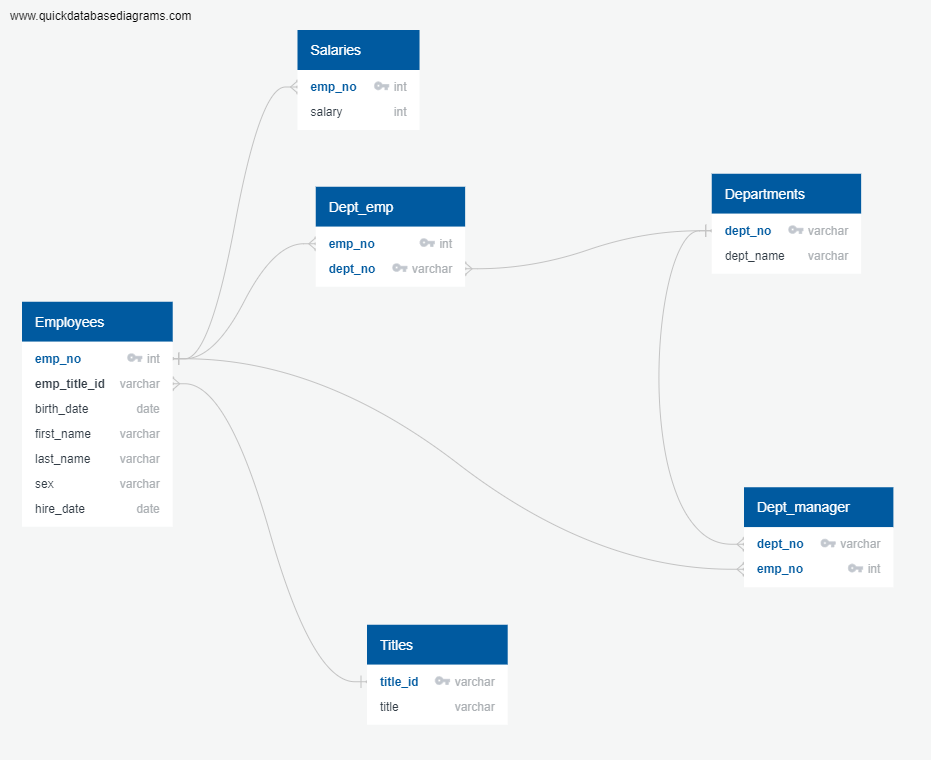 www.quickdatabasediagrams.com
Salaries
emp_no int
salary int
Dept_emp
emp_no int
dept_no varchar
Departments
dept_no varchar
dept_name varchar
Employees
emp_no int
emp_title_id varchar
birth_date date
first_name varchar
last_name varchar
sex varchar
hire_date date
Dept_manager
dept_no varchar
emp_no int
Titles
title_id varchar
title varchar